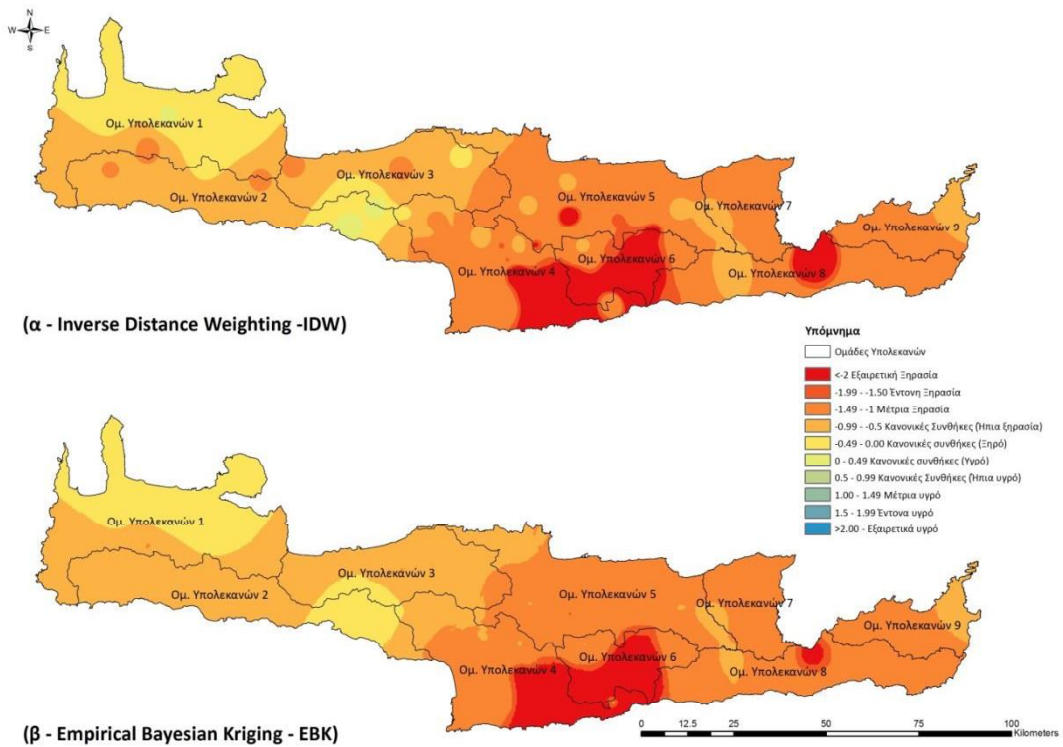 N
W E
S
Ομ. Υπολεκανών 1
Ομ. Υπολεκανών 2
Ομ. Υπολεκανών 3
Ομ. Υπολεκανών 4
Ομ. Υπολεκανών 5
Ομ. Υπολεκανών 6
Ομ. Υπολεκανών 7
Ομ. Υπολεκανών 8
Ομ. Υπολεκανών 9
(α - Inverse Distance Weighting -IDW)
Υπόμνημα
Ομάδες Υπολεκανών
<-2 Εξαιρετική Ξηρασία
-1.99 - -1.50 Έντονη Ξηρασία
-1.49 - -1 Μέτρια Ξηρασία
-0.99 - -0.5 Κανονικές Συνθήκες (Ήπια ξηρασία)
-0.49 - 0.00 Κανονικές συνθήκες (Ξηρό)
0 - 0.49 Κανονικές συνθήκες (Υγρό)
0.5 - 0.99 Κανονικές Συνθήκες (Ήπια υγρό)
1.00 - 1.49 Μέτρια υγρό
1.5 - 1.99 Έντονα υγρό
>2.00 - Εξαιρετικά υγρό
Ομ. Υπολεκανών 1
Ομ. Υπολεκανών 2
Ομ. Υπολεκανών 3
Ομ. Υπολεκανών 4
Ομ. Υπολεκανών 5
Ομ. Υπολεκανών 6
Ομ. Υπολεκανών 7
Ομ. Υπολεκανών 8
Ομ. Υπολεκανών 9
(β - Empirical Bayesian Kriging - EBK)
0 12.5 25 50 75 100
Kilometers